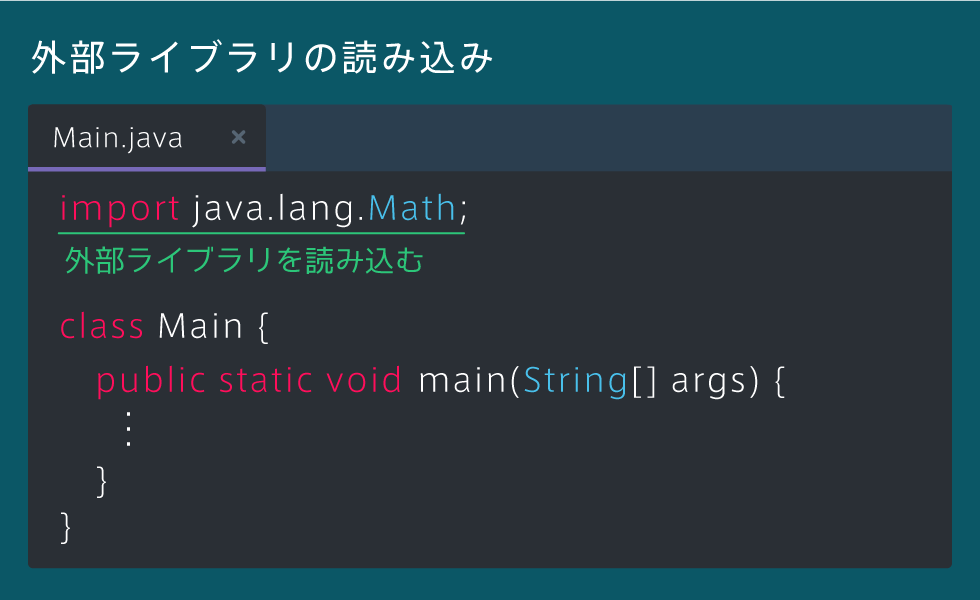 外部ライブラリの読み込み
Main.java ×
import java.lang.Math;
外部ライブラリを読み込む
class Main {
public static void main(String[] args) {
⋮
}
}